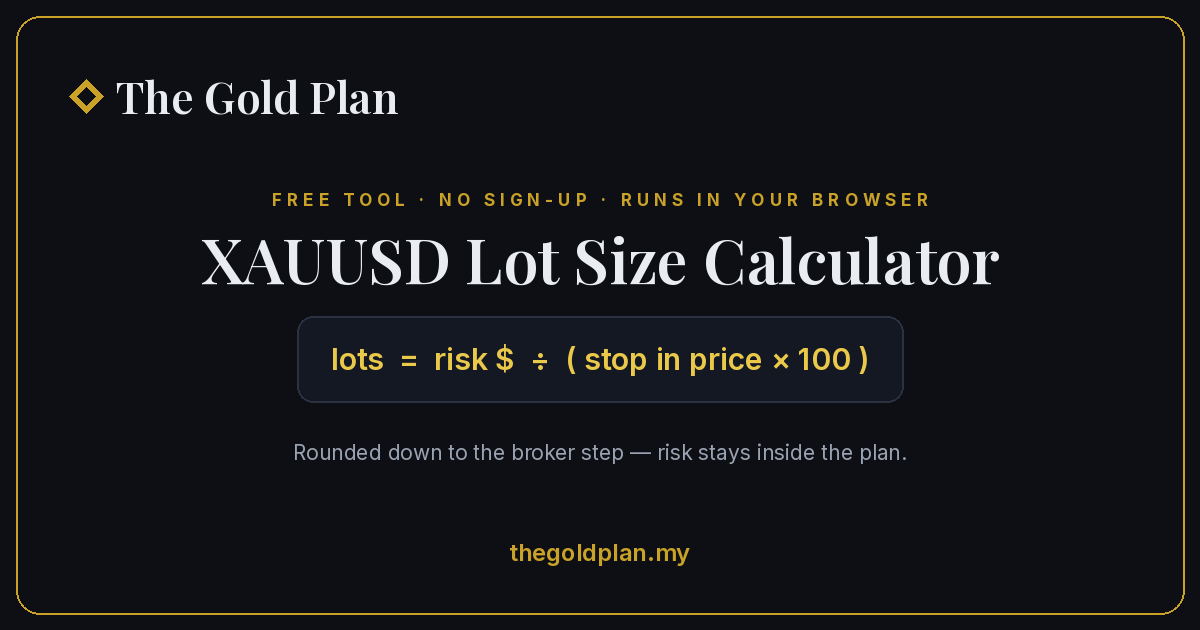 The Gold Plan
FREE TOOL · NO SIGN-UP · RUNS IN YOUR BROWSER
XAUUSD Lot Size Calculator
lots = risk $ ÷ ( stop in price × 100 )
Rounded down to the broker step — risk stays inside the plan.
thegoldplan.my